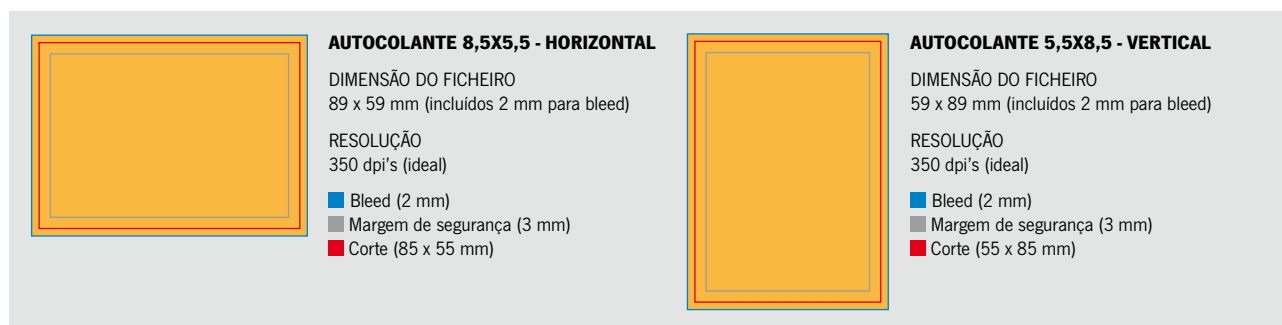 AUTOCOLANTE 8,5X5,5 - HORIZONTAL
DIMENSÃO DO FICHEIRO
89 x 59 mm (incluídos 2 mm para bleed)
RESOLUÇÃO
350 dpi’s (ideal)
Bleed (2 mm)
Margem de segurança (3 mm)
Corte (85 x 55 mm)
AUTOCOLANTE 5,5X8,5 - VERTICAL
DIMENSÃO DO FICHEIRO
59 x 89 mm (incluídos 2 mm para bleed)
RESOLUÇÃO
350 dpi’s (ideal)
Bleed (2 mm)
Margem de segurança (3 mm)
Corte (55 x 85 mm)